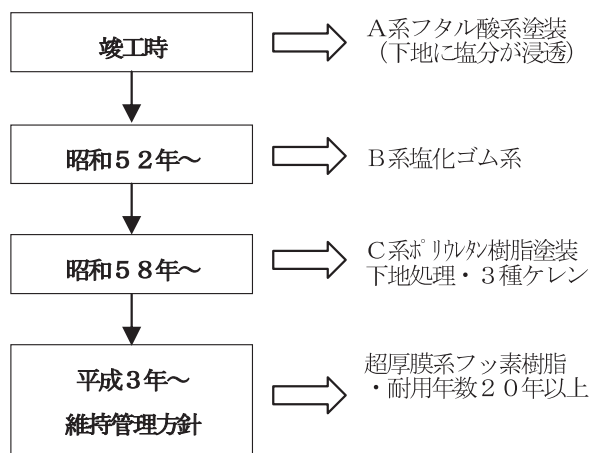 竣工時
A系フタル酸系塗装
(下地に塩分が浸透)
昭和５２年～
B系塩化ゴム系
昭和５８年～
C系ﾎﾟﾘｳﾚﾀﾝ樹脂塗装
下地処理・３種ケレン
平成３年～
維持管理方針
超厚膜系フッ素樹脂
・耐用年数２０年以上